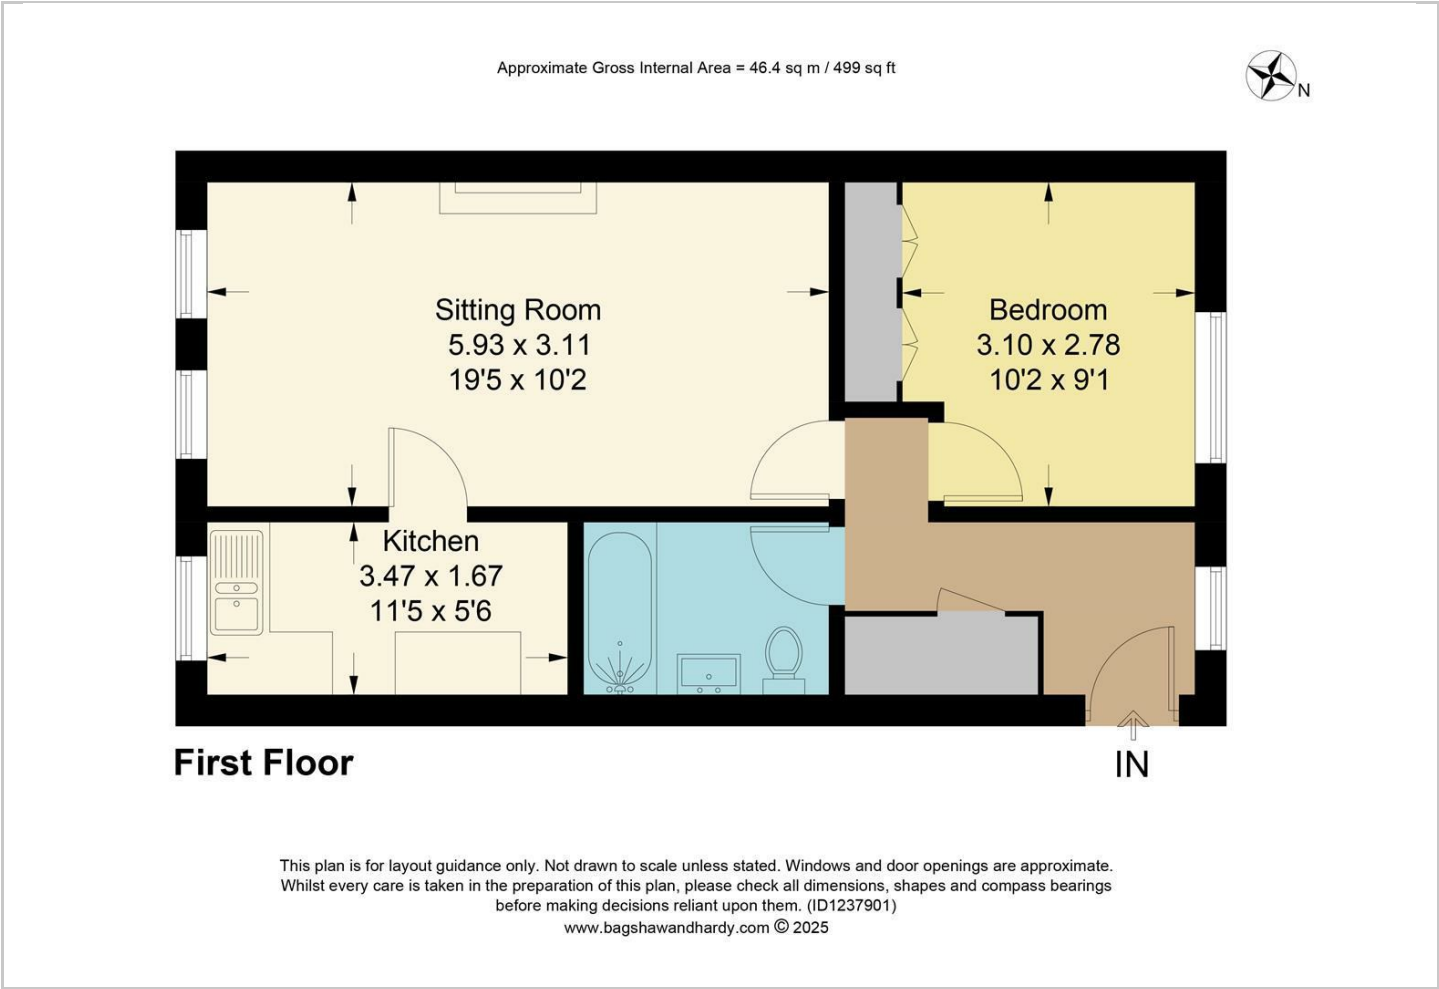 Approximate Gross Internal Area = 46.4 sq m / 499 sq ft
N
Sitting Room
5.93 x 3.11
19'5 x 10'2
Bedroom
3.10 x 2.78
10'2 x 9'1
Kitchen
3.47 x 1.67
11'5 x 5'6
First Floor
IN
This plan is for layout guidance only. Not drawn to scale unless stated. Windows and door openings are approximate.
Whilst every care is taken in the preparation of this plan, please check all dimensions, shapes and compass bearings
before making decisions reliant upon them. (ID1237901)
www.bagshawandhardy.com © 2025